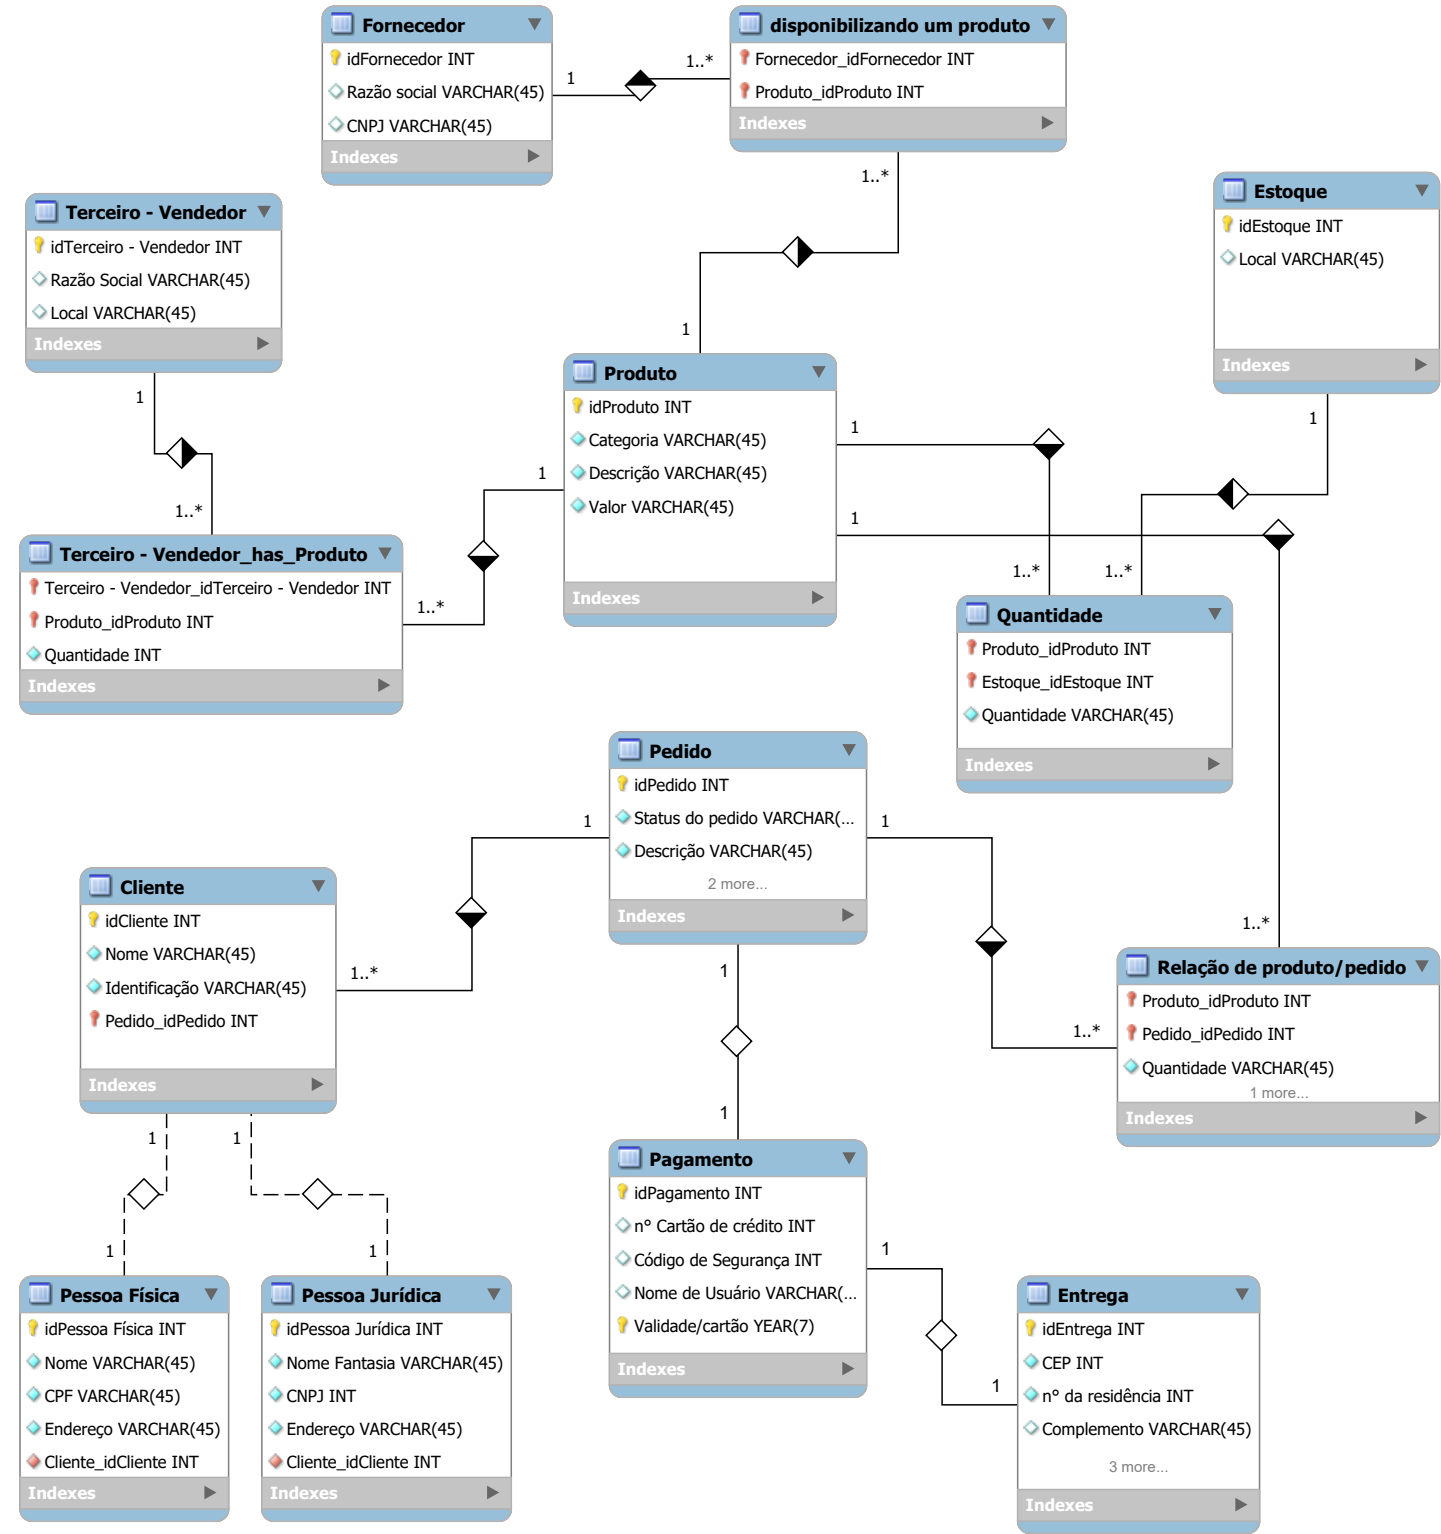 Fornecedor
idFornecedor INT
Razão social VARCHAR(45)
CNPJ VARCHAR(45)
Indexes
1
1..*
disponibilizando um produto
Fornecedor_idFornecedor INT
Produto_idProduto INT
Indexes
1..*
1
Terceiro - Vendedor
idTerceiro - Vendedor INT
Razão Social VARCHAR(45)
Local VARCHAR(45)
Indexes
1
1..*
Estoque
idEstoque INT
Local VARCHAR(45)
Indexes
1
1..*
Produto
idProduto INT
Categoria VARCHAR(45)
Descrição VARCHAR(45)
Valor VARCHAR(45)
Indexes
1
1..*
1
1..*
1
1..*
Terceiro - Vendedor_has_Produto
Terceiro - Vendedor_idTerceiro - Vendedor INT
Produto_idProduto INT
Quantidade INT
Indexes
Quantidade
Produto_idProduto INT
Estoque_idEstoque INT
Quantidade VARCHAR(45)
Indexes
Pedido
idPedido INT
Status do pedido VARCHAR(...
Descrição VARCHAR(45)
2 more...
Indexes
1
1..*
1
1..*
1
1
Cliente
idCliente INT
Nome VARCHAR(45)
Identificação VARCHAR(45)
Pedido_idPedido INT
Indexes
1
1
1
1
Relação de produto/pedido
Produto_idProduto INT
Pedido_idPedido INT
Quantidade VARCHAR(45)
1 more...
Indexes
Pagamento
idPagamento INT
n° Cartão de crédito INT
Código de Segurança INT
Nome de Usuário VARCHAR(...
Validade/cartão YEAR(7)
Indexes
1
1
Pessoa Física
idPessoa Física INT
Nome VARCHAR(45)
CPF VARCHAR(45)
Endereço VARCHAR(45)
Cliente_idCliente INT
Indexes
Pessoa Jurídica
idPessoa Jurídica INT
Nome Fantasia VARCHAR(45)
CNPJ INT
Endereço VARCHAR(45)
Cliente_idCliente INT
Indexes
Entrega
idEntrega INT
CEP INT
n° da residência INT
Complemento VARCHAR(45)
3 more...
Indexes